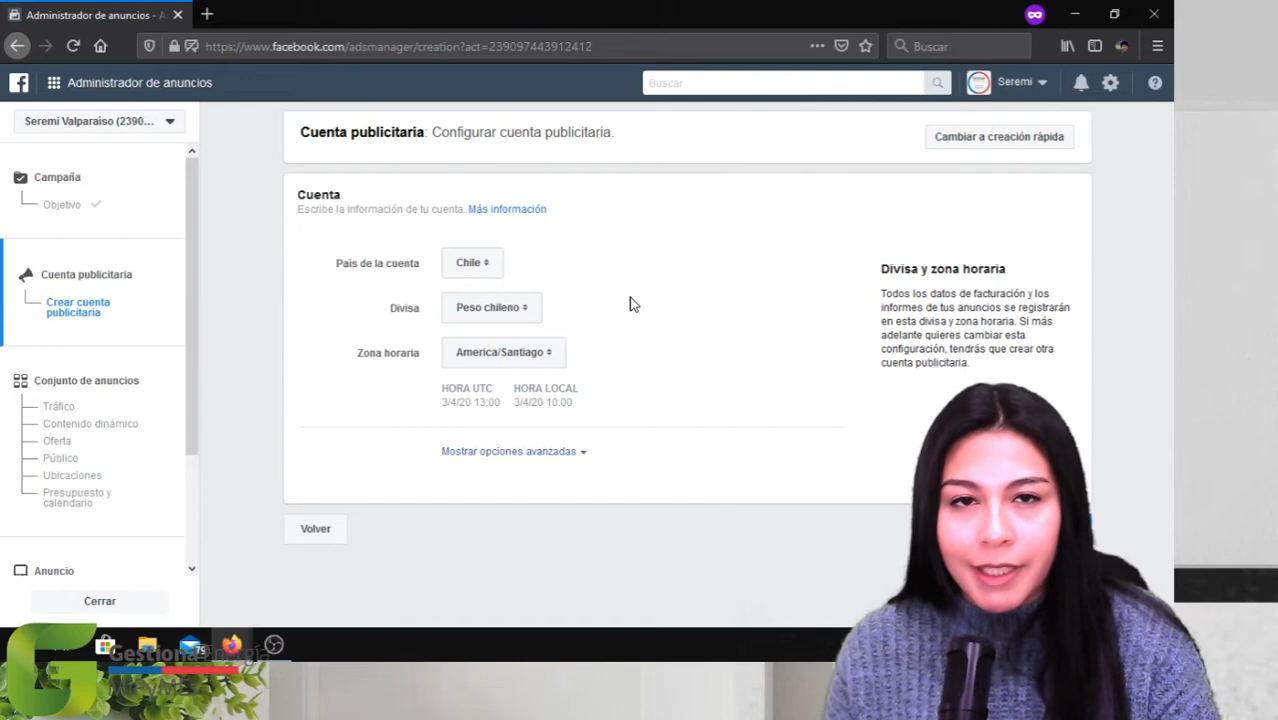 Administrador de anuncios - A
https://www.facebook.com/adsmanager/creation?act=239097443912412
Buscar
Administrador de anuncios
Buscar
Seremi
Seremi Valparaíso (2390...
Cuenta publicitaria: Configurar cuenta publicitaria.
Cambiar a creación rápida
Campaña
Objetivo
Cuenta publicitaria
Crear cuenta
publicitaria
Conjunto de anuncios
Tráfico
Contenido dinámico
Oferta
Público
Ubicaciones
Presupuesto y
calendario
Anuncio
Cerrar
Cuenta
Escribe la información de tu cuenta. Más información
País de la cuenta
Chile
Divisa
Peso chileno
Zona horaria
America/Santiago
HORA UTC HORA LOCAL
3/4/20 13:00 3/4/20 10:00
Mostrar opciones avanzadas
Divisa y zona horaria
Todos los datos de facturación y los
informes de tus anuncios se registrarán
en esta divisa y zona horaria. Si más
adelante quieres cambiar esta
configuración, tendrás que crear otra
cuenta publicitaria.
Volver
79
Gestiona Energía
MiPyMEs